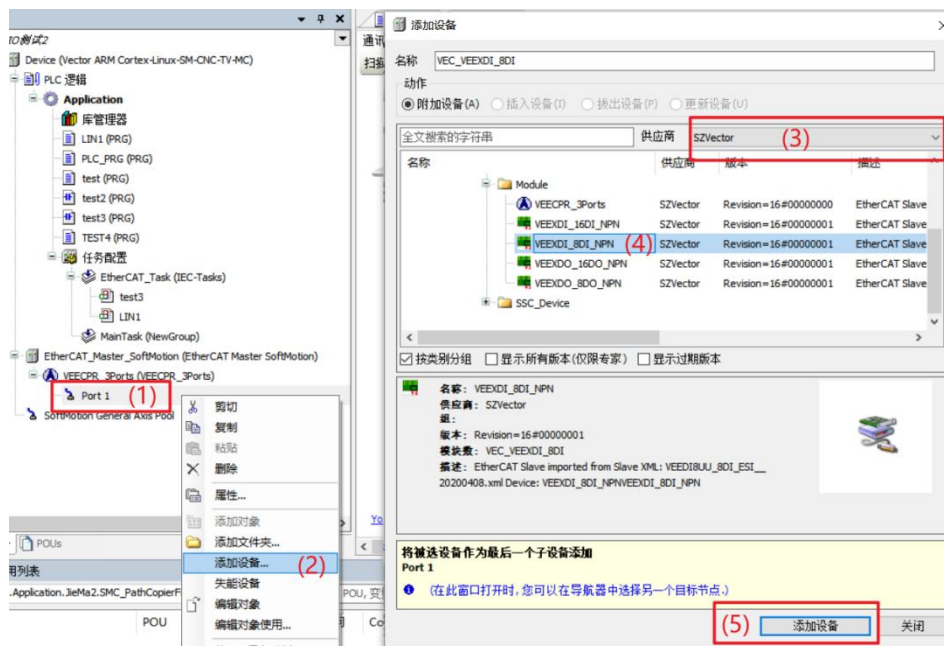 IO测试2
Device (Vector ARM Cortex-Linux-SM-CNC-TV-MC)
PLC 逻辑
Application
库管理器
LIN1 (PRG)
PLC_PRG (PRG)
test (PRG)
test2 (PRG)
test3 (PRG)
TEST4 (PRG)
任务配置
EtherCAT_Task (IEC-Tasks)
test3
LIN1
MainTask (NewGroup)
EtherCAT_Master_SoftMotion (EtherCAT Master SoftMotion)
VEECPR_3Ports (VEECPR_3Ports)
Port 1 (1)
SoftMotion General Axis Pool
剪切
复制
粘贴
删除
属性...
添加对象
添加文件夹...
添加设备... (2)
失能设备
编辑对象
编辑对象使用...
POUs
用列表
.Application.JieMa2.SMC_PathCopierF
POU, 变
POU
Co
通讯
扫描
Yo
添加设备
名称 VEC_VEEXDI_8DI
动作
附加设备(A) 插入设备(I) 拔出设备(P) 更新设备(U)
全文搜索的字符串 供应商 SZVector (3)
名称 供应商 版本 描述
Module
VEECPR_3Ports SZVector Revision=16#00000000 EtherCAT Slave
VEEXDI_16DI_NPN SZVector Revision=16#00000001 EtherCAT Slave
VEEXDI_8DI_NPN (4) SZVector Revision=16#00000001 EtherCAT Slave
VEEXDO_16DO_NPN SZVector Revision=16#00000001 EtherCAT Slave
VEEXDO_8DO_NPN SZVector Revision=16#00000001 EtherCAT Slave
SSC_Device
按类别分组 显示所有版本(仅限专家) 显示过期版本
名称: VEEXDI_8DI_NPN
供应商: SZVector
组:
版本: Revision=16#00000001
模块数: VEC_VEEXDI_8DI
描述: EtherCAT Slave imported from Slave XML: VEEDI8UU_8DI_ESI__
20200408.xml Device: VEEXDI_8DI_NPNVEEXDI_8DI_NPN
将被选设备作为最后一个子设备添加
Port 1
(在此窗口打开时,您可以在导航器中选择另一个目标节点.)
(5) 添加设备 关闭